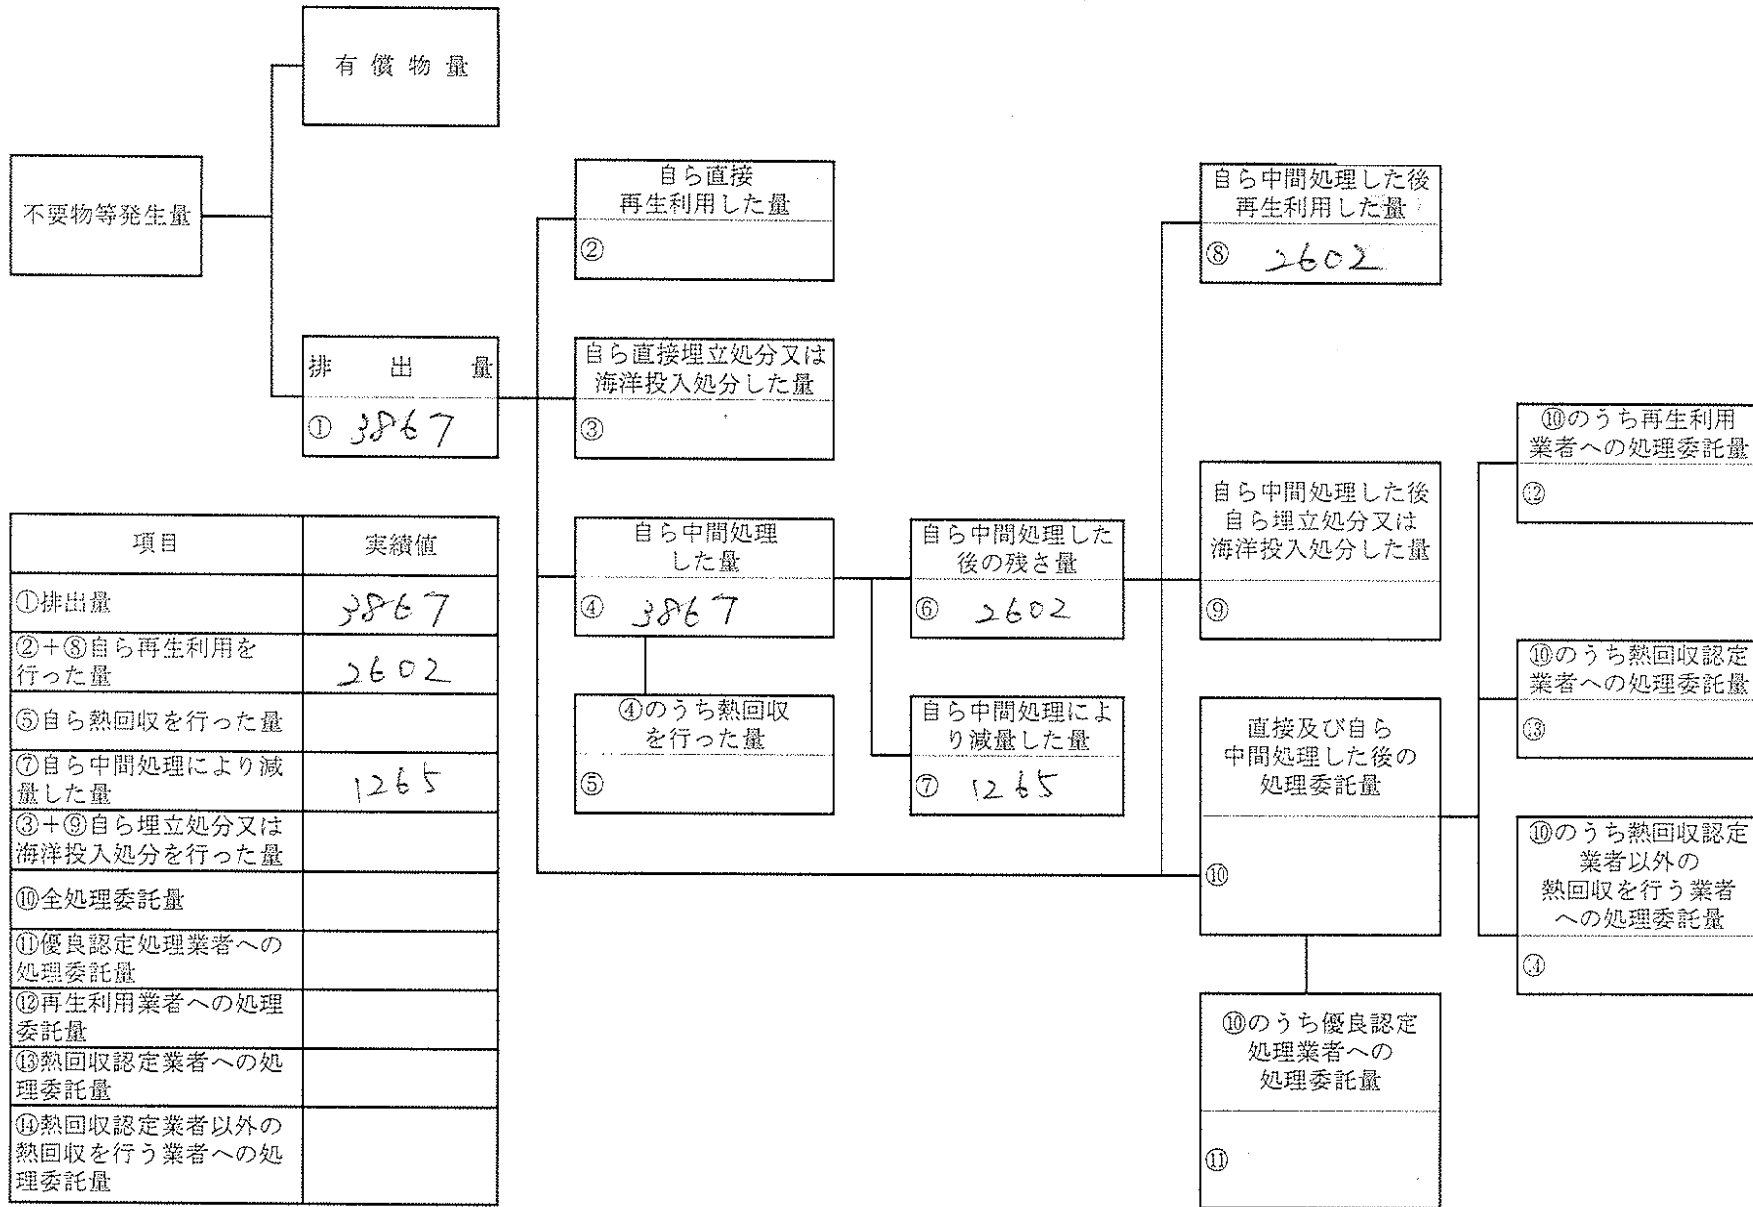 有償物量
不要物等発生量
排出量
① 3867
自ら直接
再生利用した量
②
自ら直接埋立処分又は
海洋投入処分した量
③
自ら中間処理
した量
④ 3867
④のうち熱回収
を行った量
⑤
自ら中間処理した
後の残さ量
⑥ 2602
自ら中間処理によ
り減量した量
⑦ 1265
自ら中間処理した後
再生利用した量
⑧ 2602
自ら中間処理した後
自ら埋立処分又は
海洋投入処分した量
⑨
直接及び自ら
中間処理した後の
処理委託量
⑩
⑩のうち優良認定
処理業者への
処理委託量
⑪
⑩のうち再生利用
業者への処理委託量
⑫
⑩のうち熱回収認定
業者への処理委託量
⑬
⑩のうち熱回収認定
業者以外の
熱回収を行う業者
への処理委託量
⑭
項目 実績値
①排出量 3867
②+⑧自ら再生利用を
行った量 2602
⑤自ら熱回収を行った量
⑦自ら中間処理により減
量した量 1265
③+⑨自ら埋立処分又は
海洋投入処分を行った量
⑩全処理委託量
⑪優良認定処理業者への
処理委託量
⑫再生利用業者への処理
委託量
⑬熱回収認定業者への処
理委託量
⑭熱回収認定業者以外の
熱回収を行う業者への処
理委託量